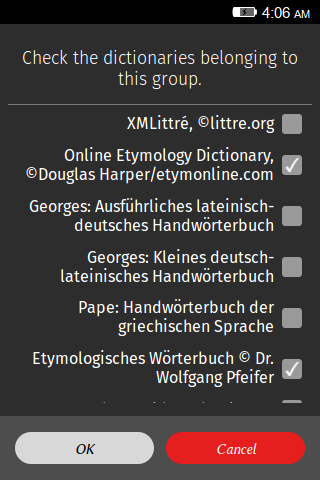 4:06 AM
Check the dictionaries belonging to
this group.
XMLittré, ©littre.org
Online Etymology Dictionary,
©Douglas Harper/etymonline.com
Georges: Ausführliches lateinisch-
deutsches Handwörterbuch
Georges: Kleines deutsch-
lateinisches Handwörterbuch
Pape: Handwörterbuch der
griechischen Sprache
Etymologisches Wörterbuch © Dr.
Wolfgang Pfeifer
OK
Cancel